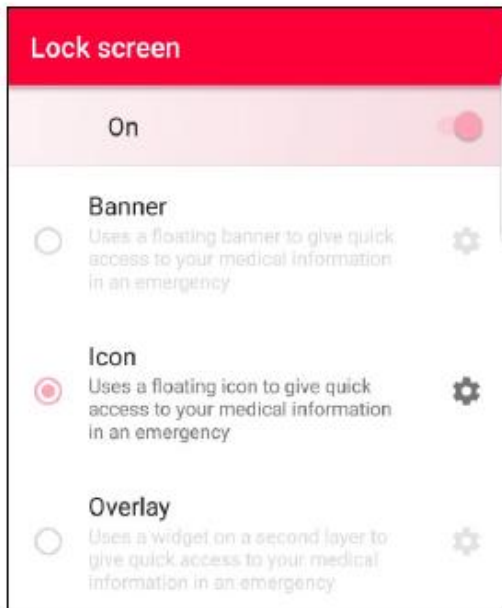 Lock screen
On
Banner
Uses a floating banner to give quick
access to your medical information
in an emergency
Icon
Uses a floating icon to give quick
access to your medical information
in an emergency
Overlay
Uses a widget on a second layer to
give quick access to your medical
information in an emergency